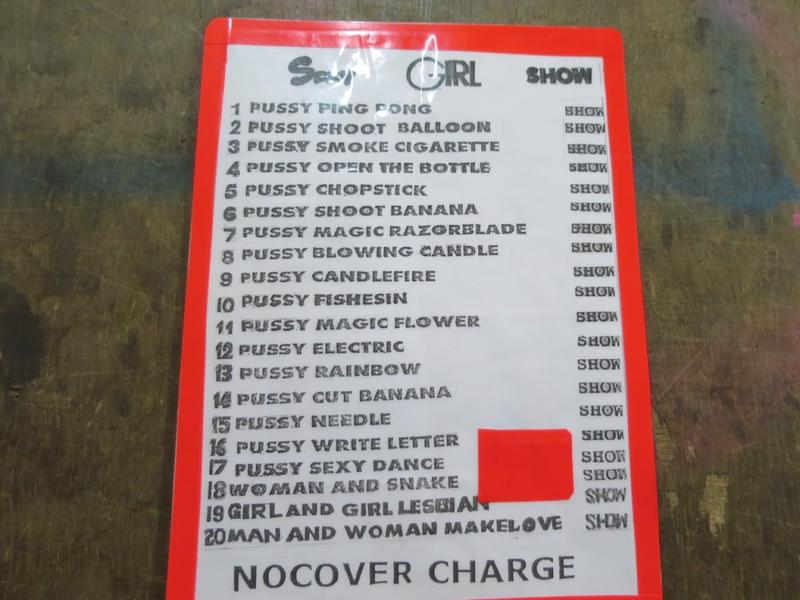 Sexy GIRL SHOW
1 PUSSY PING PONG SHOW
2 PUSSY SHOOT BALLOON SHOW
3 PUSSY SMOKE CIGARETTE SHOW
4 PUSSY OPEN THE BOTTLE SHOW
5 PUSSY CHOPSTICK SHOW
6 PUSSY SHOOT BANANA SHOW
7 PUSSY MAGIC RAZORBLADE SHOW
8 PUSSY BLOWING CANDLE SHOW
9 PUSSY CANDLEFIRE SHOW
10 PUSSY FISHESIN SHOW
11 PUSSY MAGIC FLOWER SHOW
12 PUSSY ELECTRIC SHOW
13 PUSSY RAINBOW SHOW
14 PUSSY CUT BANANA SHOW
15 PUSSY NEEDLE SHOW
16 PUSSY WRITE LETTER SHOW
17 PUSSY SEXY DANCE SHOW
18 WOMAN AND SNAKE SHOW
19 GIRL AND GIRL LESBIAN SHOW
20 MAN AND WOMAN MAKELOVE SHOW
NOCOVER CHARGE